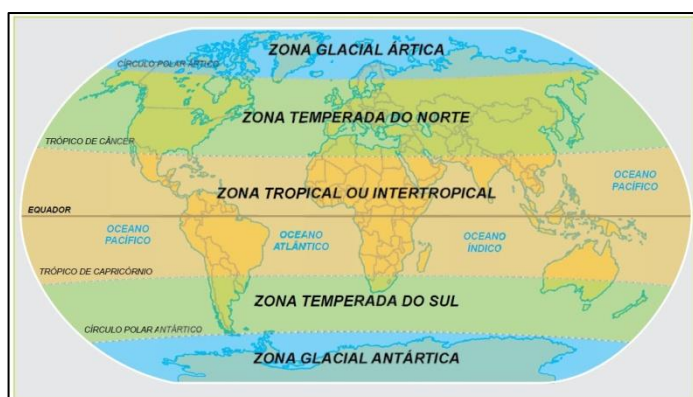 ZONA GLACIAL ÁRTICA
CÍRCULO POLAR ÁRTICO
ZONA TEMPERADA DO NORTE
TRÓPICO DE CÂNCER
ZONA TROPICAL OU INTERTROPICAL
OCEANO
PACÍFICO
EQUADOR
OCEANO
PACÍFICO
OCEANO
ATLÂNTICO
OCEANO
ÍNDICO
TRÓPICO DE CAPRICÓRNIO
ZONA TEMPERADA DO SUL
CÍRCULO POLAR ANTÁRTICO
ZONA GLACIAL ANTÁRTICA